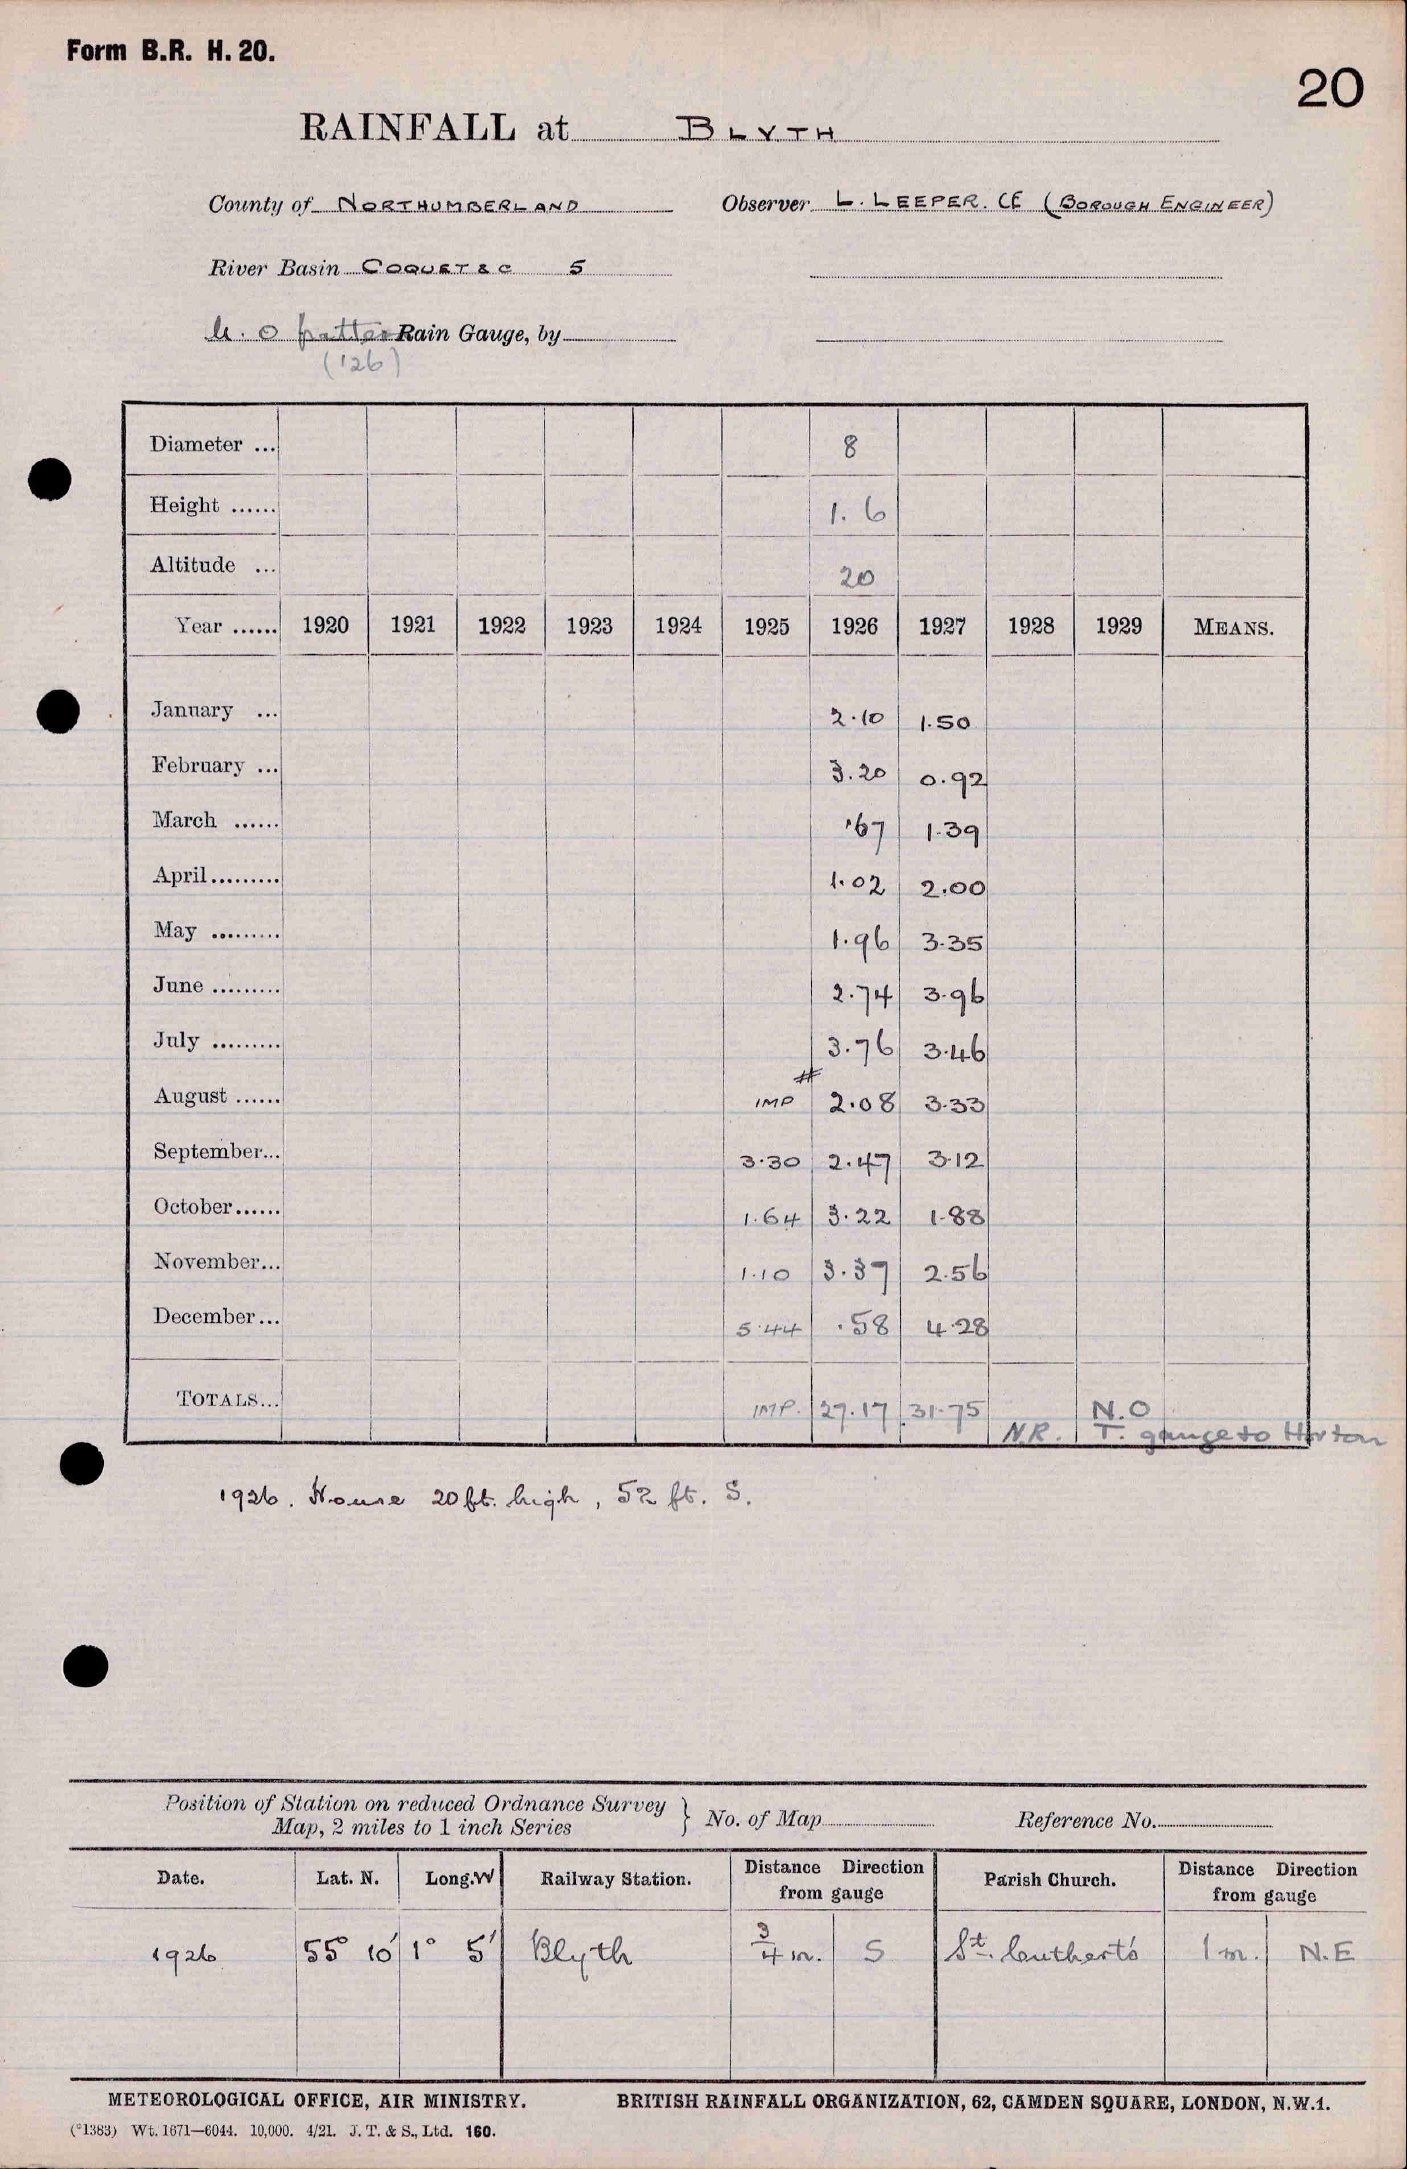 Form B.R. H. 20.
20
RAINFALL at BLYTH
County of NORTHUMBERLAND Observer L. LEEPER. CE (BOROUGH ENGINEER)
River Basin COQUET & C 5
M. O pattern Rain Gauge, by
(126)
Diameter ... 8
Height ...... 1. 6
Altitude ... 20
Year ...... 1920 1921 1922 1923 1924 1925 1926 1927 1928 1929 MEANS.
January ... 2.10 1.50
February ... 3.20 0.92
March ...... .67 1.39
April ......... 1.02 2.00
May ......... 1.96 3.35
June ......... 2.74 3.96
July ......... 3.76 3.46
August ...... IMP # 2.08 3.33
September... 3.30 2.47 3.12
October...... 1.64 3.22 1.88
November... 1.10 3.37 2.56
December... 5.44 .58 4.28
TOTALS... IMP. 27.17 31.75 N.R. N.O
T. gauge to Horton
1926. House 20 ft. high, 52 ft. S.
Position of Station on reduced Ordnance Survey
Map, 2 miles to 1 inch Series } No. of Map Reference No.
Date. Lat. N. Long. W Railway Station. Distance Direction from gauge Parish Church. Distance Direction from gauge
1926 55° 10' 1° 5' Blyth 3/4 m. S St. Cuthert's 1 m. N.E
METEOROLOGICAL OFFICE, AIR MINISTRY. BRITISH RAINFALL ORGANIZATION, 62, CAMDEN SQUARE, LONDON, N.W.1.
(*1383) Wt. 1671—6044. 10,000. 4/21. J. T. & S., Ltd. 160.